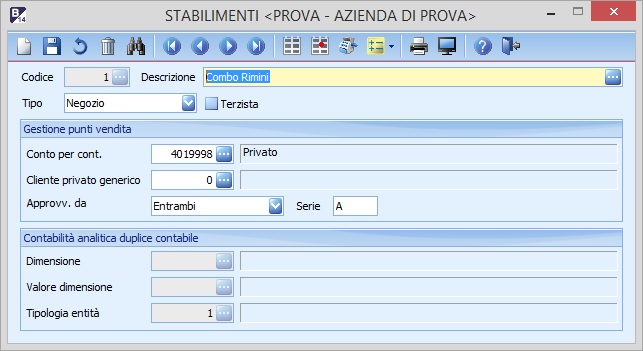 B 14 STABILIMENTI <PROVA - AZIENDA DI PROVA>
Codice 1 Descrizione Combo Rimini
Tipo Negozio Terzista
Gestione punti vendita
Conto per cont. 4019998 Privato
Cliente privato generico 0
Approvv. da Entrambi Serie A
Contabilità analitica duplice contabile
Dimensione
Valore dimensione
Tipologia entità 1